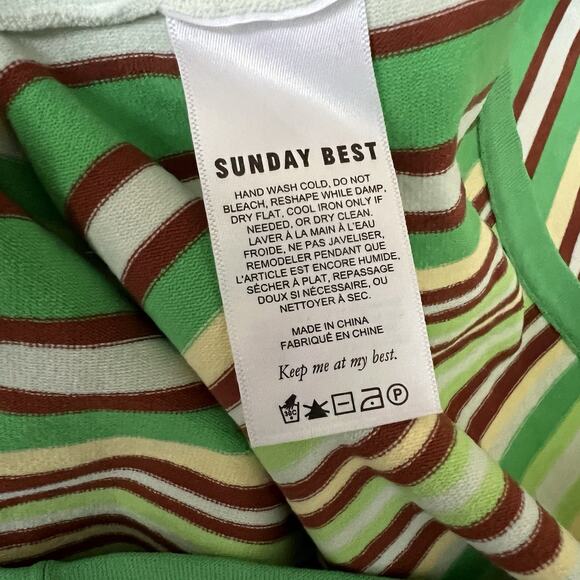 SUNDAY BEST
HAND WASH COLD, DO NOT
BLEACH, RESHAPE WHILE DAMP,
DRY FLAT, COOL IRON ONLY IF
NEEDED, OR DRY CLEAN.
LAVER À LA MAIN À L'EAU
FROIDE, NE PAS JAVELISER,
REMODELER PENDANT QUE
L'ARTICLE EST ENCORE HUMIDE,
SÉCHER À PLAT, REPASSAGE
DOUX SI NÉCESSAIRE, OU
NETTOYER À SEC.
MADE IN CHINA
FABRIQUÉ EN CHINE
Keep me at my best.
30C P